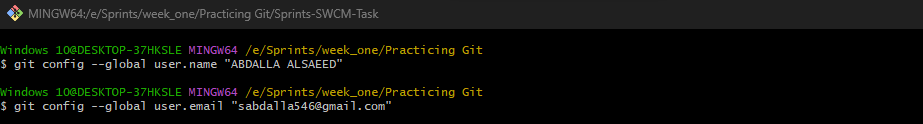 MINGW64:/e/Sprints/week_one/Practicing Git/Sprints-SWCM-Task
Windows 10@DESKTOP-37HKSLE MINGW64 /e/Sprints/week_one/Practicing Git
$ git config --global user.name "ABDALLA ALSAEED"
Windows 10@DESKTOP-37HKSLE MINGW64 /e/Sprints/week_one/Practicing Git
$ git config --global user.email "sabdalla546@gmail.com"